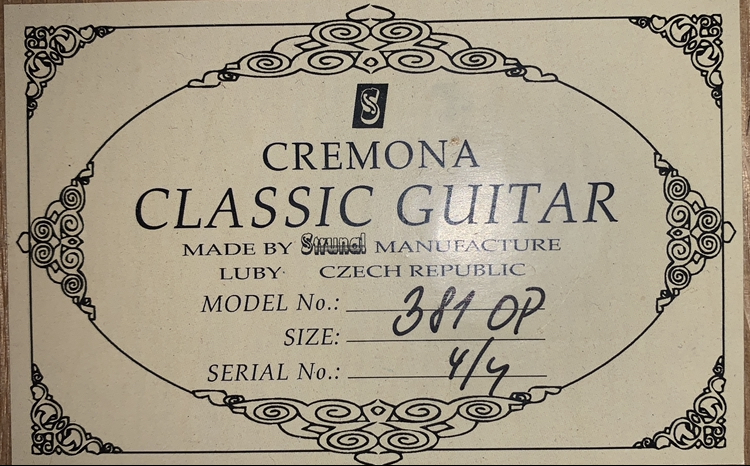 S
CREMONA
CLASSIC GUITAR
MADE BY Strunal MANUFACTURE
LUBY CZECH REPUBLIC
MODEL No.: 381 OP
SIZE: 4/4
SERIAL No.: